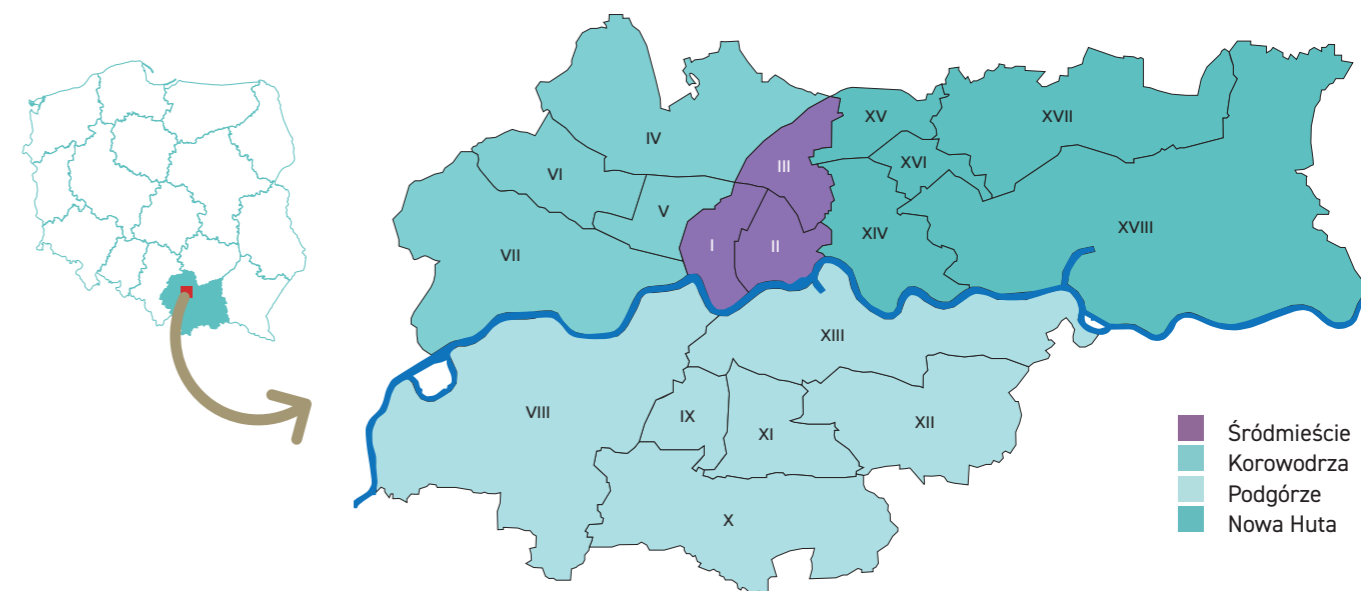 IV
XV
XVII
III
XVI
VI
V
XIV
XVIII
I
II
VII
XIII
VIII
IX
XI
XII
X
Śródmieście
Korowodrza
Podgórze
Nowa Huta